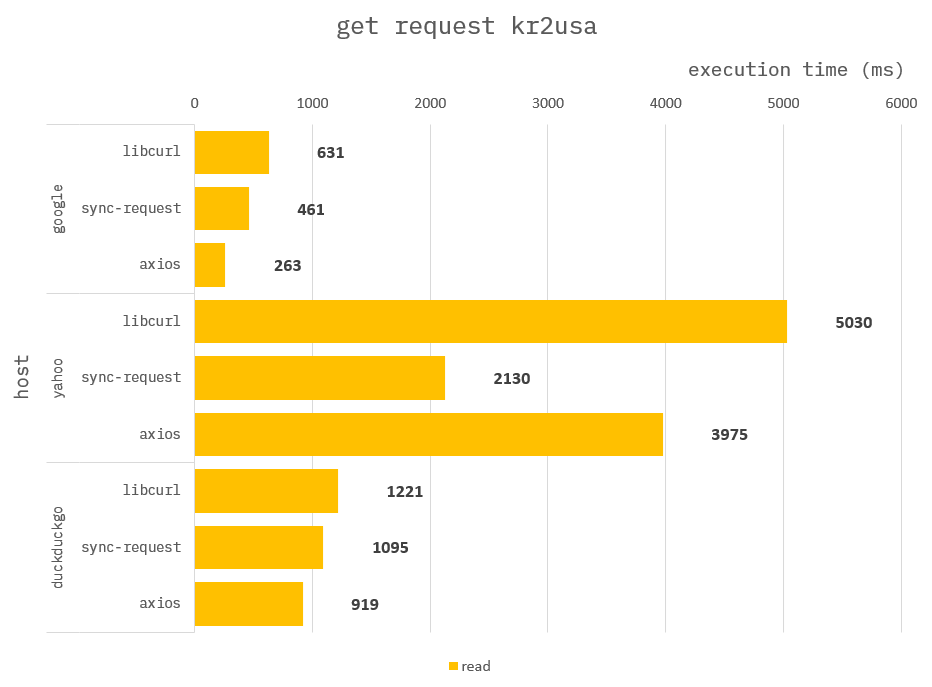 get request kr2usa
execution time (ms)
0 1000 2000 3000 4000 5000 6000
host
google
libcurl 631
sync-request 461
axios 263
yahoo
libcurl 5030
sync-request 2130
axios 3975
duckduckgo
libcurl 1221
sync-request 1095
axios 919
read